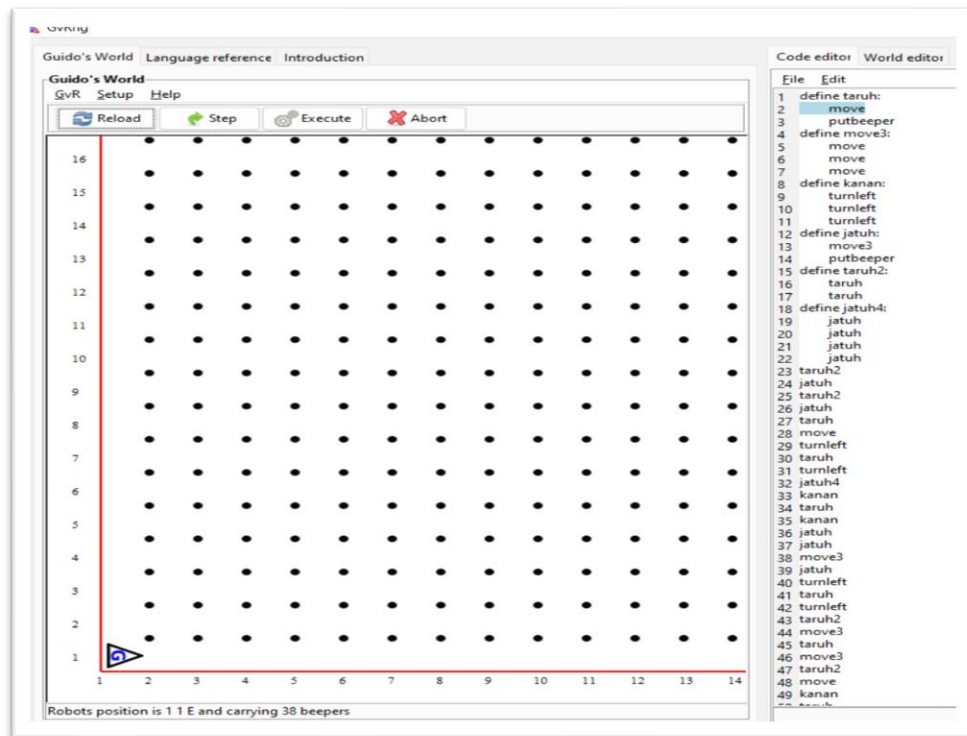 GvRng
Guido's World Language reference Introduction
Guido's World
GvR Setup Help
Reload Step Execute Abort
16
15
14
13
12
11
10
9
8
7
6
5
4
3
2
1
1 2 3 4 5 6 7 8 9 10 11 12 13 14
Robots position is 1 1 E and carrying 38 beepers
Code editor World editor
File Edit
1 define taruh:
2 move
3 putbeeper
4 define move3:
5 move
6 move
7 move
8 define kanan:
9 turnleft
10 turnleft
11 turnleft
12 define jatuh:
13 move3
14 putbeeper
15 define taruh2:
16 taruh
17 taruh
18 define jatuh4:
19 jatuh
20 jatuh
21 jatuh
22 jatuh
23 taruh2
24 jatuh
25 taruh2
26 jatuh
27 taruh
28 move
29 turnleft
30 taruh
31 turnleft
32 jatuh4
33 kanan
34 taruh
35 kanan
36 jatuh
37 jatuh
38 move3
39 jatuh
40 turnleft
41 taruh
42 turnleft
43 taruh2
44 move3
45 taruh
46 move3
47 taruh2
48 move
49 kanan